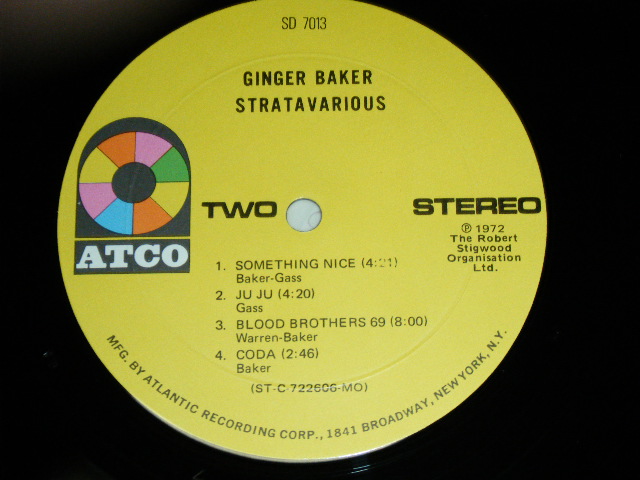 SD 7013
GINGER BAKER
STRATAVARIOUS
ATCO
TWO
STEREO
℗ 1972
The Robert
Stigwood
Organisation
Ltd.
1. SOMETHING NICE (4:21)
Baker-Gass
2. JU JU (4:20)
Gass
3. BLOOD BROTHERS 69 (8:00)
Warren-Baker
4. CODA (2:46)
Baker
(ST-C-722606-MO)
MFG. BY ATLANTIC RECORDING CORP., 1841 BROADWAY, NEW YORK, N.Y.